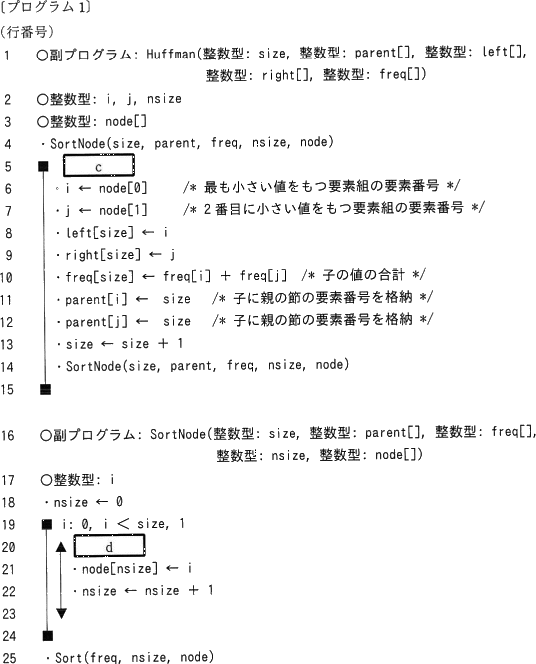 〔プログラム1〕
(行番号)
1 ○副プログラム: Huffman(整数型: size, 整数型: parent[], 整数型: left[],
整数型: right[], 整数型: freq[])
2 ○整数型: i, j, nsize
3 ○整数型: node[]
4 ・SortNode(size, parent, freq, nsize, node)
5 ■ c
6 ・i ← node[0] /* 最も小さい値をもつ要素組の要素番号 */
7 ・j ← node[1] /* 2番目に小さい値をもつ要素組の要素番号 */
8 ・left[size] ← i
9 ・right[size] ← j
10 ・freq[size] ← freq[i] + freq[j] /* 子の値の合計 */
11 ・parent[i] ← size /* 子に親の節の要素番号を格納 */
12 ・parent[j] ← size /* 子に親の節の要素番号を格納 */
13 ・size ← size + 1
14 ・SortNode(size, parent, freq, nsize, node)
15 ■
16 ○副プログラム: SortNode(整数型: size, 整数型: parent[], 整数型: freq[],
整数型: nsize, 整数型: node[])
17 ○整数型: i
18 ・nsize ← 0
19 ■ i: 0, i < size, 1
20 ▲ d
21 ・node[nsize] ← i
22 ・nsize ← nsize + 1
23 ▼
24 ■
25 ・Sort(freq, nsize, node)